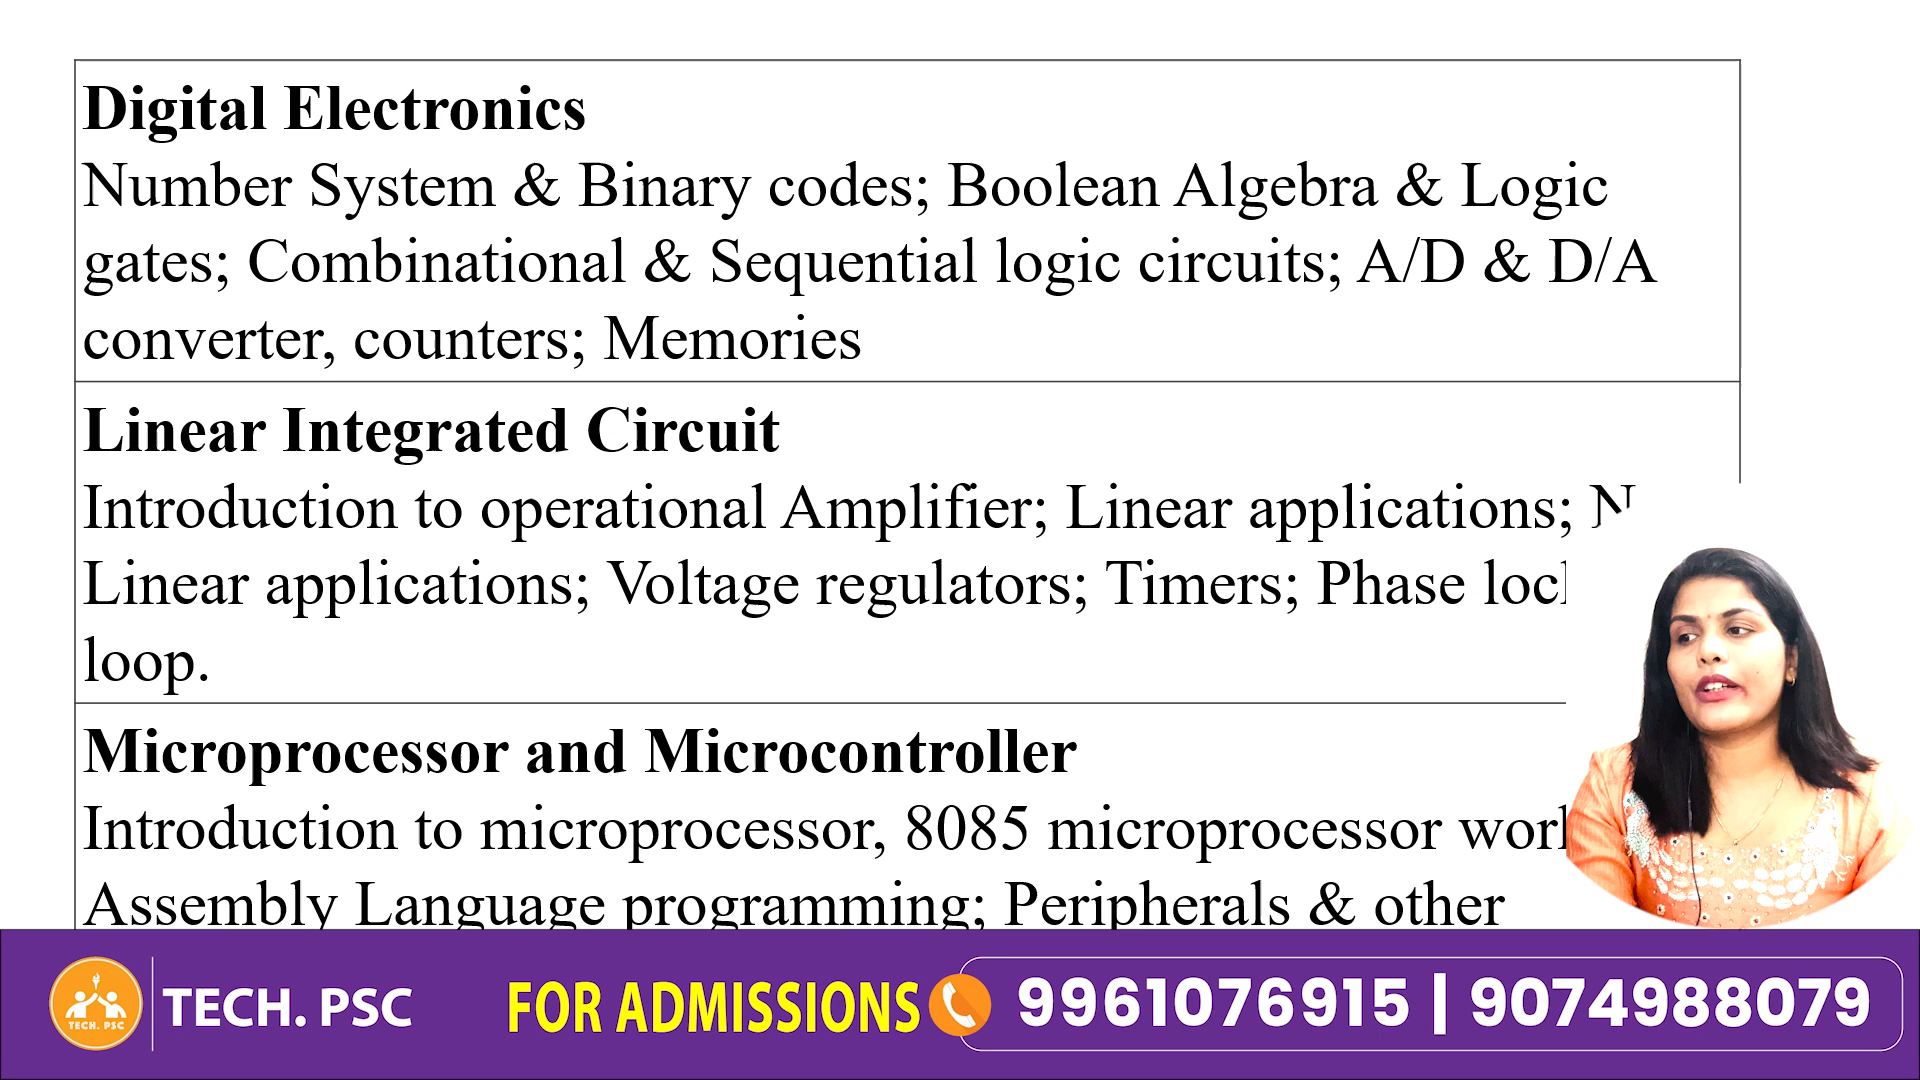 Digital Electronics
Number System & Binary codes; Boolean Algebra & Logic
gates; Combinational & Sequential logic circuits; A/D & D/A
converter, counters; Memories
Linear Integrated Circuit
Introduction to operational Amplifier; Linear applications;
Linear applications; Voltage regulators; Timers; Phase
loop.
Microprocessor and Microcontroller
Introduction to microprocessor, 8085 microprocessor
Assembly Language programming; Peripherals & other
TECH. PSC
TECH. PSC
FOR ADMISSIONS
9961076915 | 9074988079